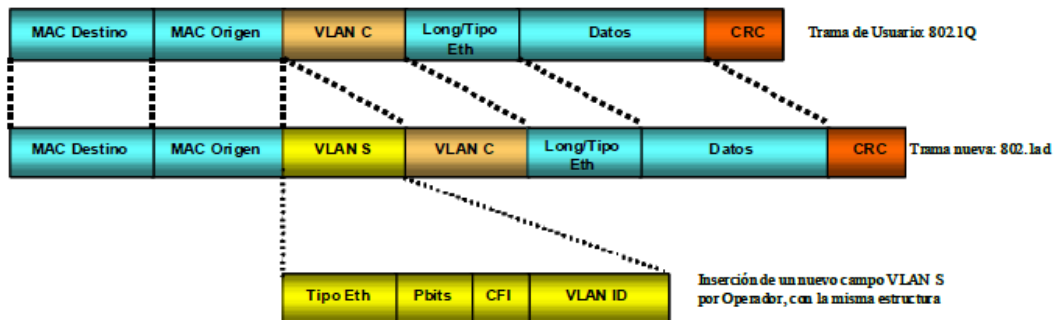 MAC Destino MAC Origen VLAN C Long/Tipo Eth Datos CRC Trama de Usuario: 802.1Q
MAC Destino MAC Origen VLAN S VLAN C Long/Tipo Eth Datos CRC Trama nueva: 802.1ad
Tipo Eth Pbits CFI VLAN ID
Inserción de un nuevo campo VLAN S
por Operador, con la misma estructura